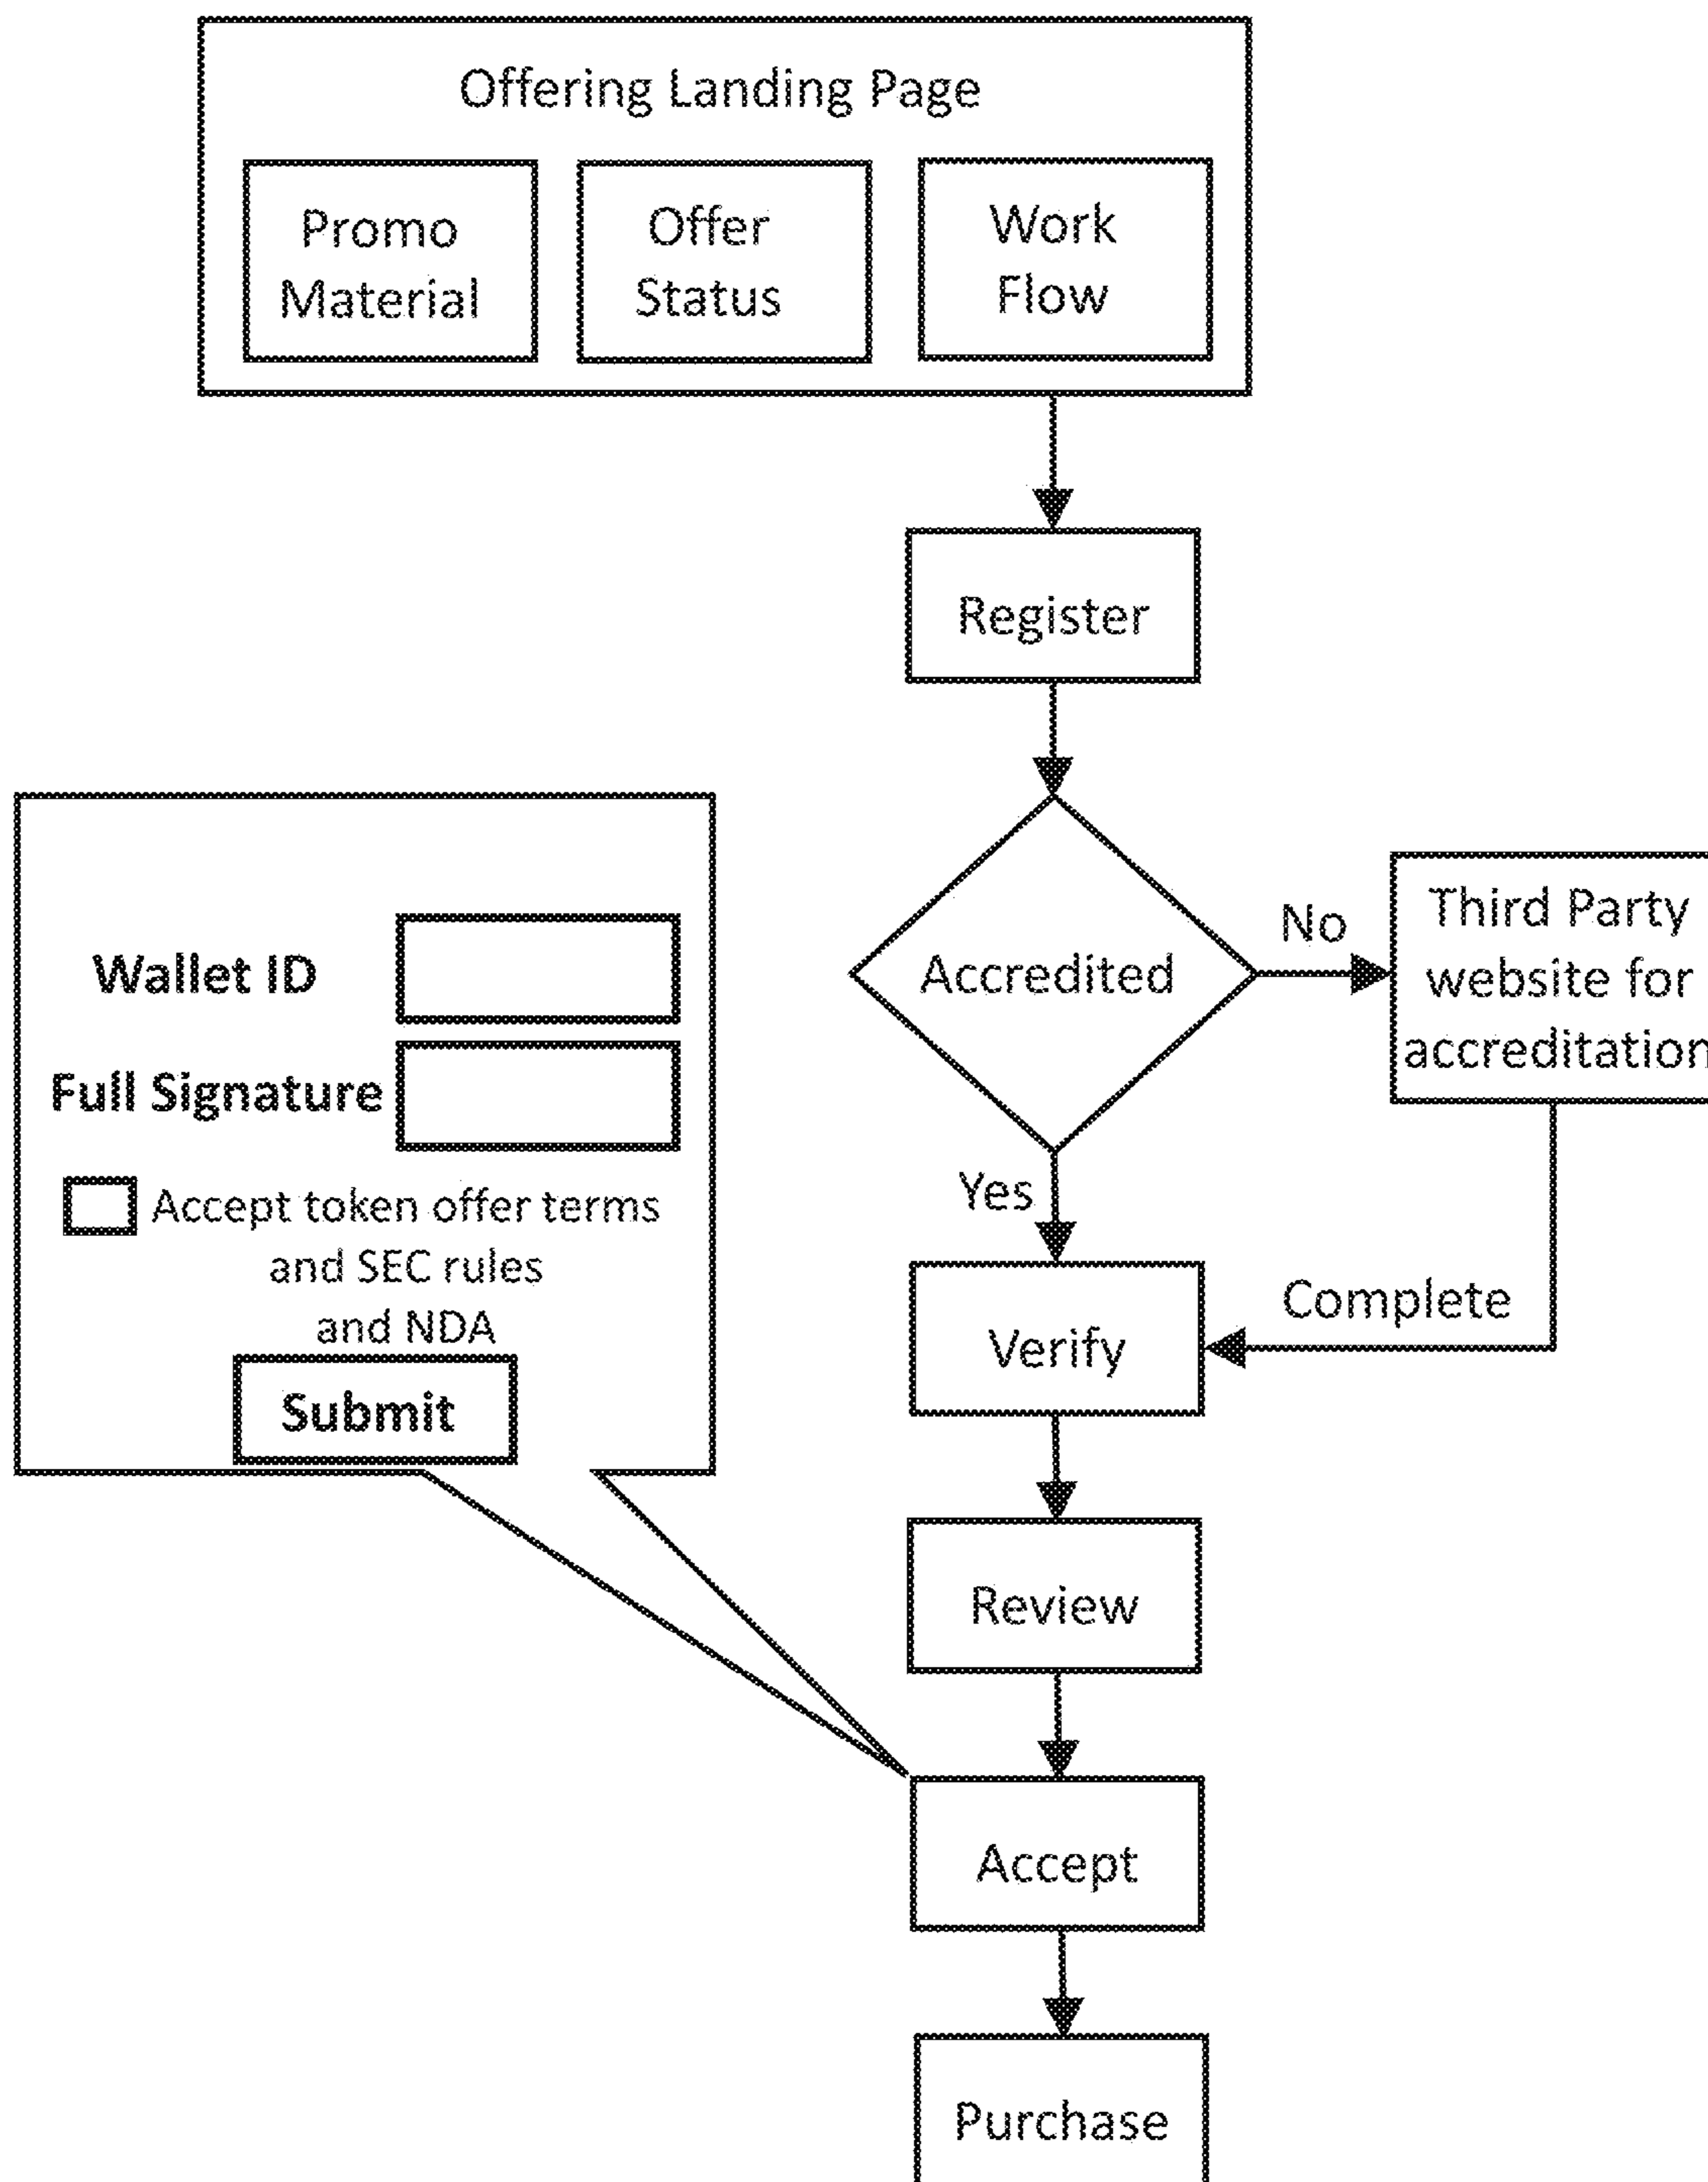 Offering Landing Page
Promo
Material
Offer
Status
Work
Flow
Register
Accredited
No
Third Party
website for
accreditation
Yes
Complete
Verify
Review
Accept
Purchase
Wallet ID
Full Signature
Accept token offer terms
and SEC rules
and NDA
Submit